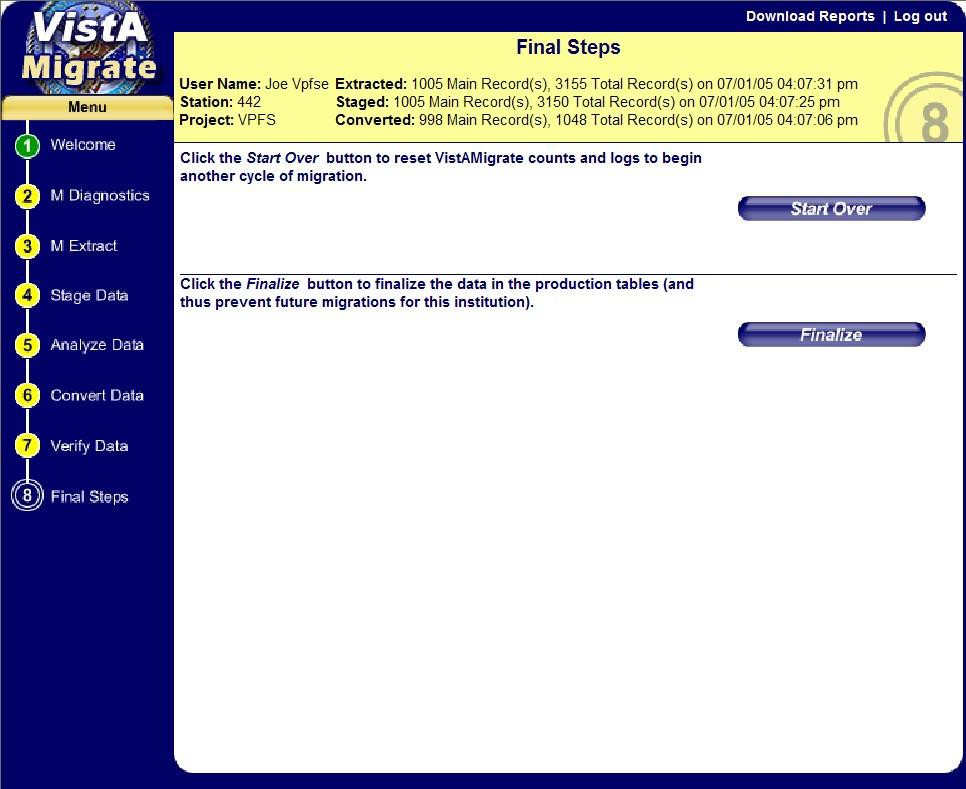 VistA
Migrate
Download Reports | Log out
Final Steps
User Name: Joe Vpfse Extracted: 1005 Main Record(s), 3155 Total Record(s) on 07/01/05 04:07:31 pm
Station: 442 Staged: 1005 Main Record(s), 3150 Total Record(s) on 07/01/05 04:07:25 pm
Project: VPFS Converted: 998 Main Record(s), 1048 Total Record(s) on 07/01/05 04:07:06 pm
8
Menu
1 Welcome
2 M Diagnostics
3 M Extract
4 Stage Data
5 Analyze Data
6 Convert Data
7 Verify Data
8 Final Steps
Click the Start Over button to reset VistAMigrate counts and logs to begin
another cycle of migration.
Start Over
Click the Finalize button to finalize the data in the production tables (and
thus prevent future migrations for this institution).
Finalize